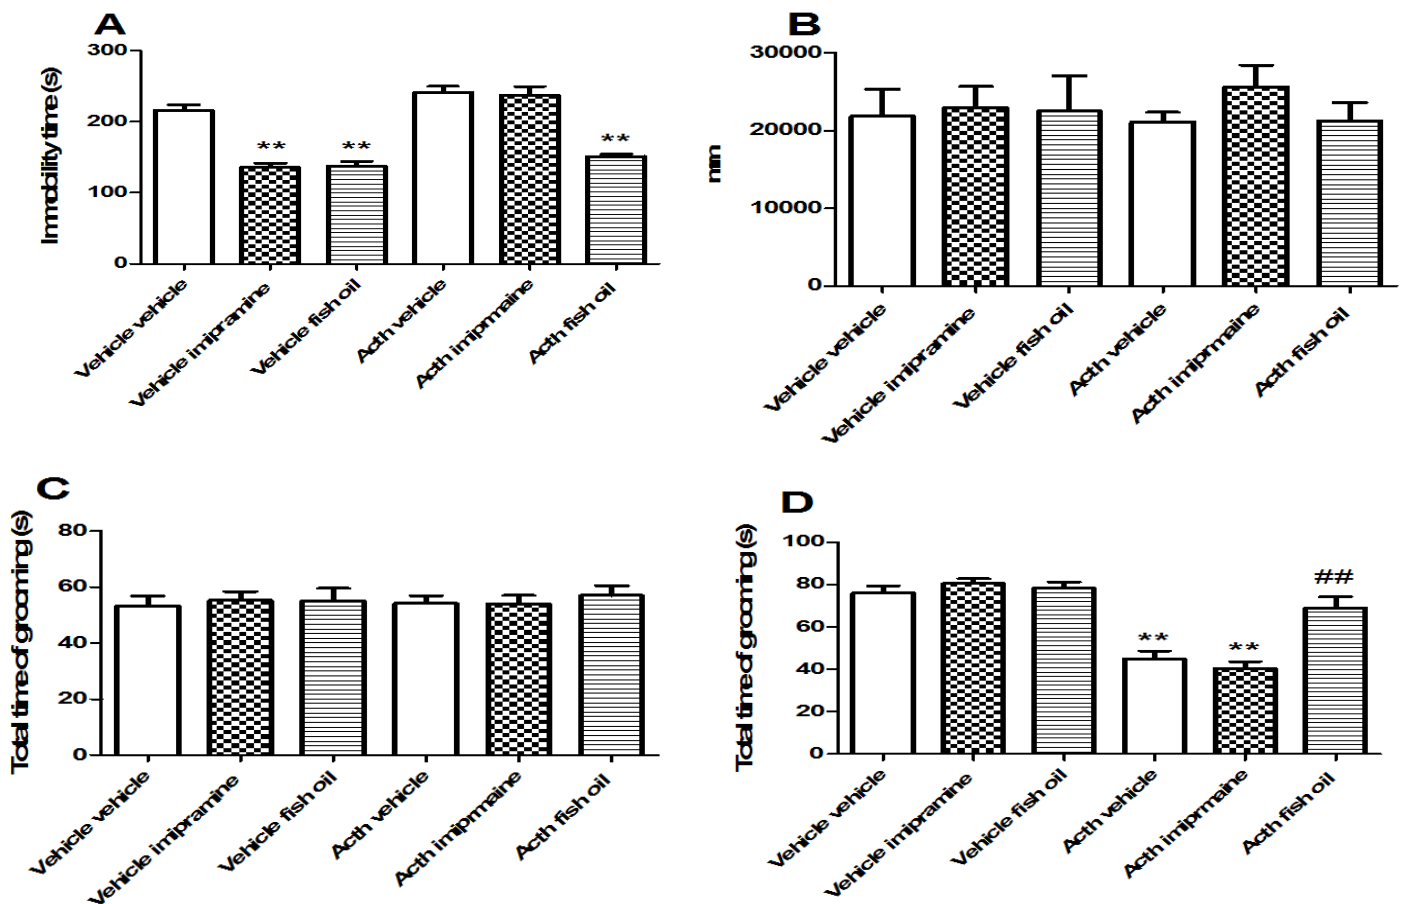 A
Immobility time (s)
300
200
100
0
**
**
**
Vehicle vehicle
Vehicle imipramine
Vehicle fish oil
Acth vehicle
Acth imiprmaine
Acth fish oil
B
mm
30000
20000
10000
0
Vehicle vehicle
Vehicle imipramine
Vehicle fish oil
Acth vehicle
Acth imiprmaine
Acth fish oil
C
Total time of grooming (s)
80
60
40
20
0
Vehicle vehicle
Vehicle imipramine
Vehicle fish oil
Acth vehicle
Acth imiprmaine
Acth fish oil
D
Total time of grooming (s)
100
80
60
40
20
0
**
**
##
Vehicle vehicle
Vehicle imipramine
Vehicle fish oil
Acth vehicle
Acth imiprmaine
Acth fish oil